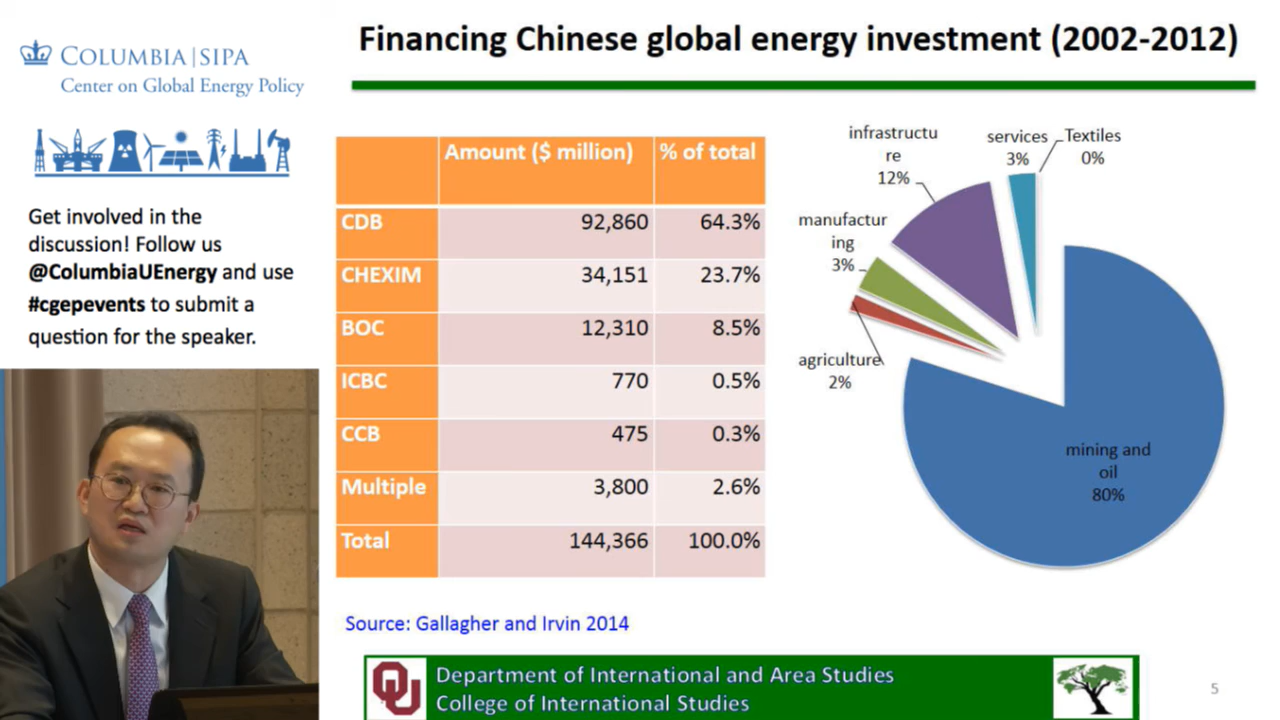 COLUMBIA | SIPA
Center on Global Energy Policy
Get involved in the
discussion! Follow us
@ColumbiaUEnergy and use
#cgepevents to submit a
question for the speaker.
Financing Chinese global energy investment (2002-2012)
Amount ($ million) % of total
CDB 92,860 64.3%
CHEXIM 34,151 23.7%
BOC 12,310 8.5%
ICBC 770 0.5%
CCB 475 0.3%
Multiple 3,800 2.6%
Total 144,366 100.0%
infrastructu
re
12%
services
3%
Textiles
0%
manufactur
ing
3%
agriculture
2%
mining and
oil
80%
Source: Gallagher and Irvin 2014
OU
Department of International and Area Studies
College of International Studies
5